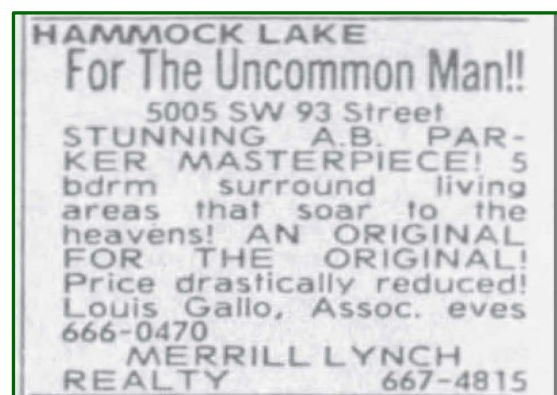 HAMMOCK LAKE
For The Uncommon Man!!
5005 SW 93 Street
STUNNING A.B. PAR-
KER MASTERPIECE! 5
bdrm surround living
areas that soar to the
heavens! AN ORIGINAL
FOR THE ORIGINAL!
Price drastically reduced!
Louis Gallo, Assoc. eves
666-0470
MERRILL LYNCH
REALTY 667-4815